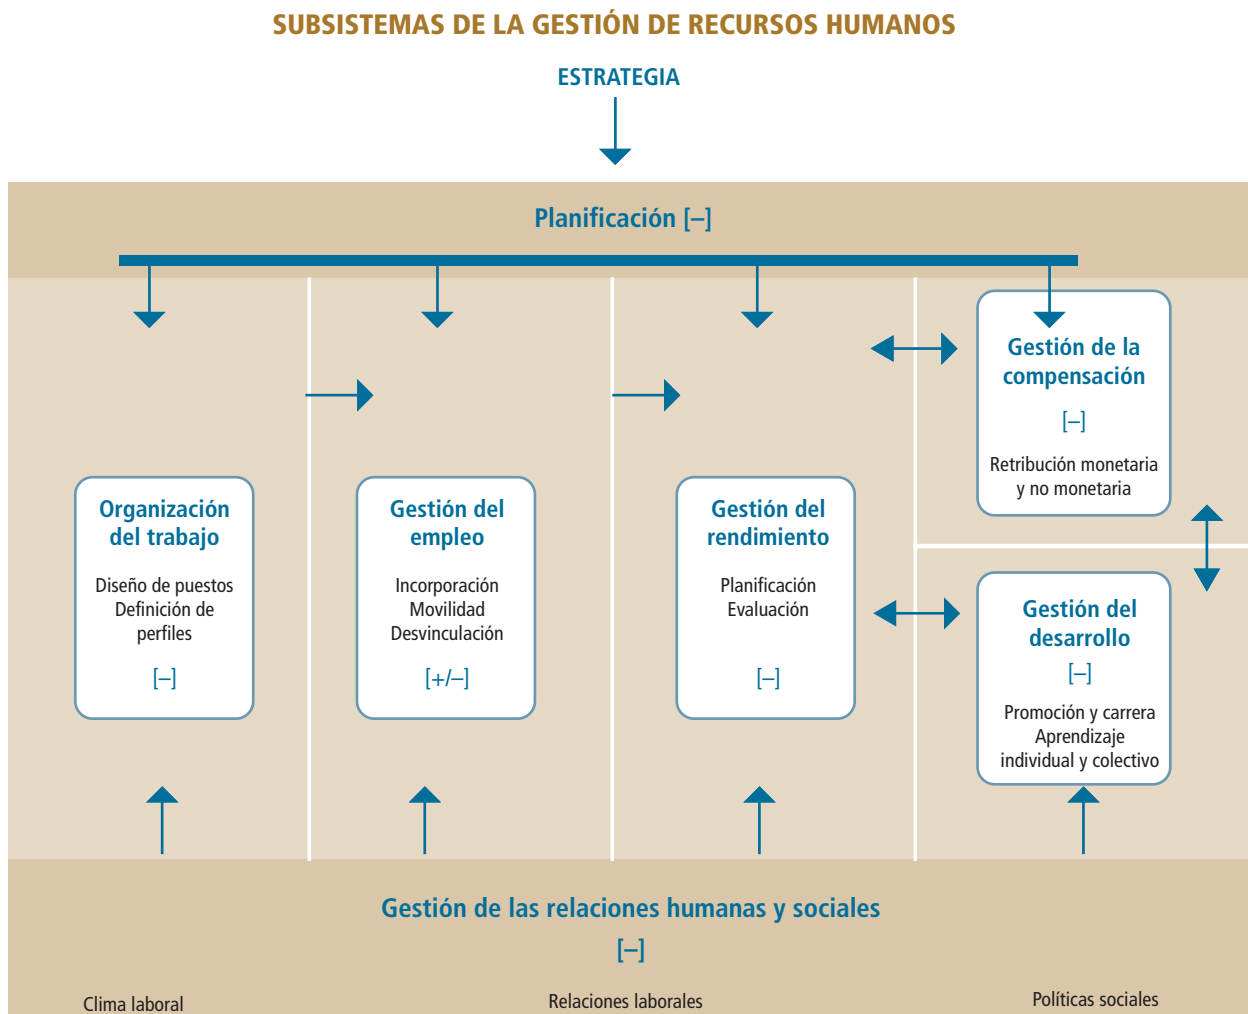 SUBSISTEMAS DE LA GESTIÓN DE RECURSOS HUMANOS
ESTRATEGIA
Planificación [–]
Organización
del trabajo
Diseño de puestos
Definición de
perfiles
[–]
Gestión del
empleo
Incorporación
Movilidad
Desvinculación
[+/–]
Gestión del
rendimiento
Planificación
Evaluación
[–]
Gestión de la
compensación
[–]
Retribución monetaria
y no monetaria
Gestión del
desarrollo
[–]
Promoción y carrera
Aprendizaje
individual y colectivo
Gestión de las relaciones humanas y sociales
[–]
Clima laboral
Relaciones laborales
Políticas sociales